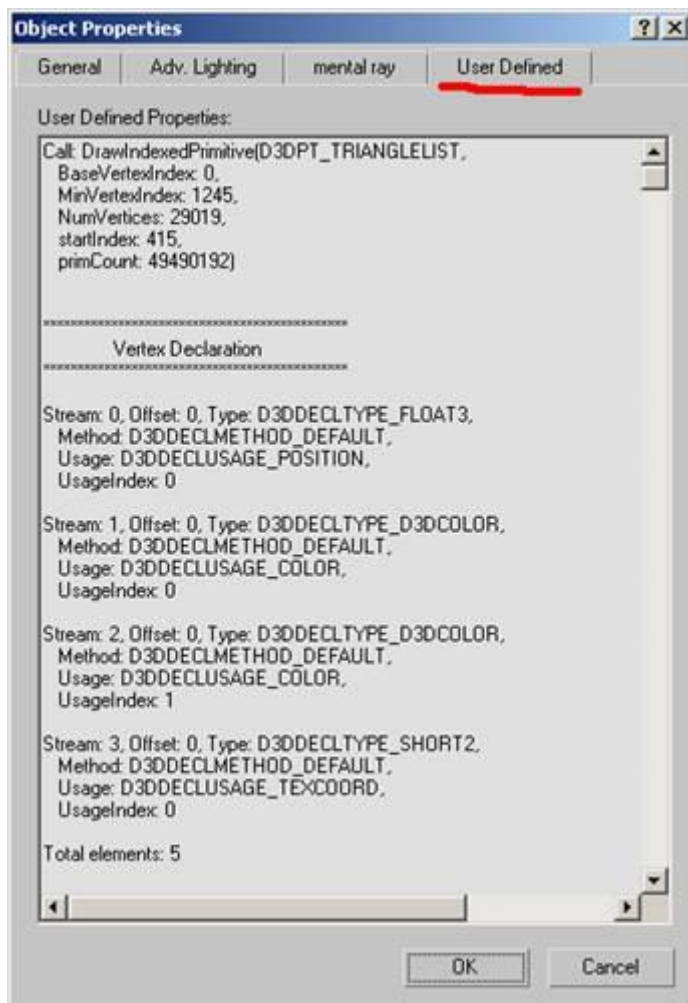 Object Properties
General Adv. Lighting mental ray User Defined
User Defined Properties:
Call: DrawIndexedPrimitive(D3DPT_TRIANGLELIST,
BaseVertexIndex: 0,
MinVertexIndex: 1245,
NumVertices: 29019,
startIndex: 415,
primCount: 49490192)
Vertex Declaration
Stream: 0, Offset: 0, Type: D3DDECLTYPE_FLOAT3,
Method: D3DDECLMETHOD_DEFAULT,
Usage: D3DDECLUSAGE_POSITION,
UsageIndex: 0
Stream: 1, Offset: 0, Type: D3DDECLTYPE_D3DCOLOR,
Method: D3DDECLMETHOD_DEFAULT,
Usage: D3DDECLUSAGE_COLOR,
UsageIndex: 0
Stream: 2, Offset: 0, Type: D3DDECLTYPE_D3DCOLOR,
Method: D3DDECLMETHOD_DEFAULT,
Usage: D3DDECLUSAGE_COLOR,
UsageIndex: 1
Stream: 3, Offset: 0, Type: D3DDECLTYPE_SHORT2,
Method: D3DDECLMETHOD_DEFAULT,
Usage: D3DDECLUSAGE_TEXCOORD,
UsageIndex: 0
Total elements: 5
OK Cancel